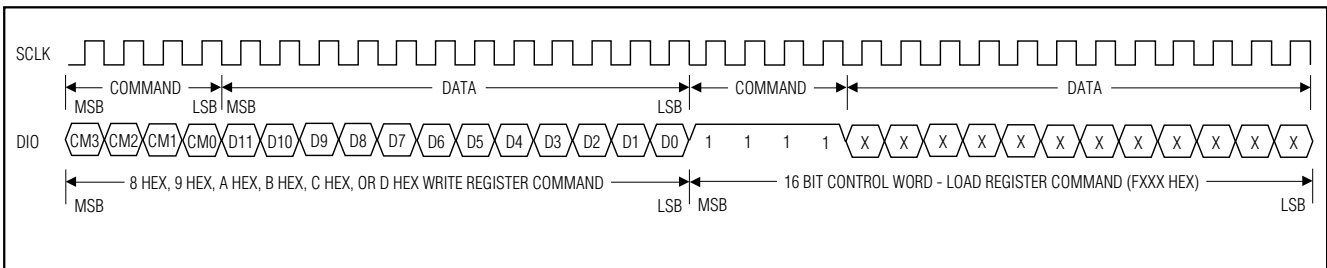 SCLK
COMMAND DATA COMMAND DATA
MSB LSB MSB LSB
DIO CM3 CM2 CM1 CM0 D11 D10 D9 D8 D7 D6 D5 D4 D3 D2 D1 D0 1 1 1 1 X X X X X X X X X X X X
8 HEX, 9 HEX, A HEX, B HEX, C HEX, OR D HEX WRITE REGISTER COMMAND 16 BIT CONTROL WORD - LOAD REGISTER COMMAND (FXXX HEX)
MSB LSB MSB LSB